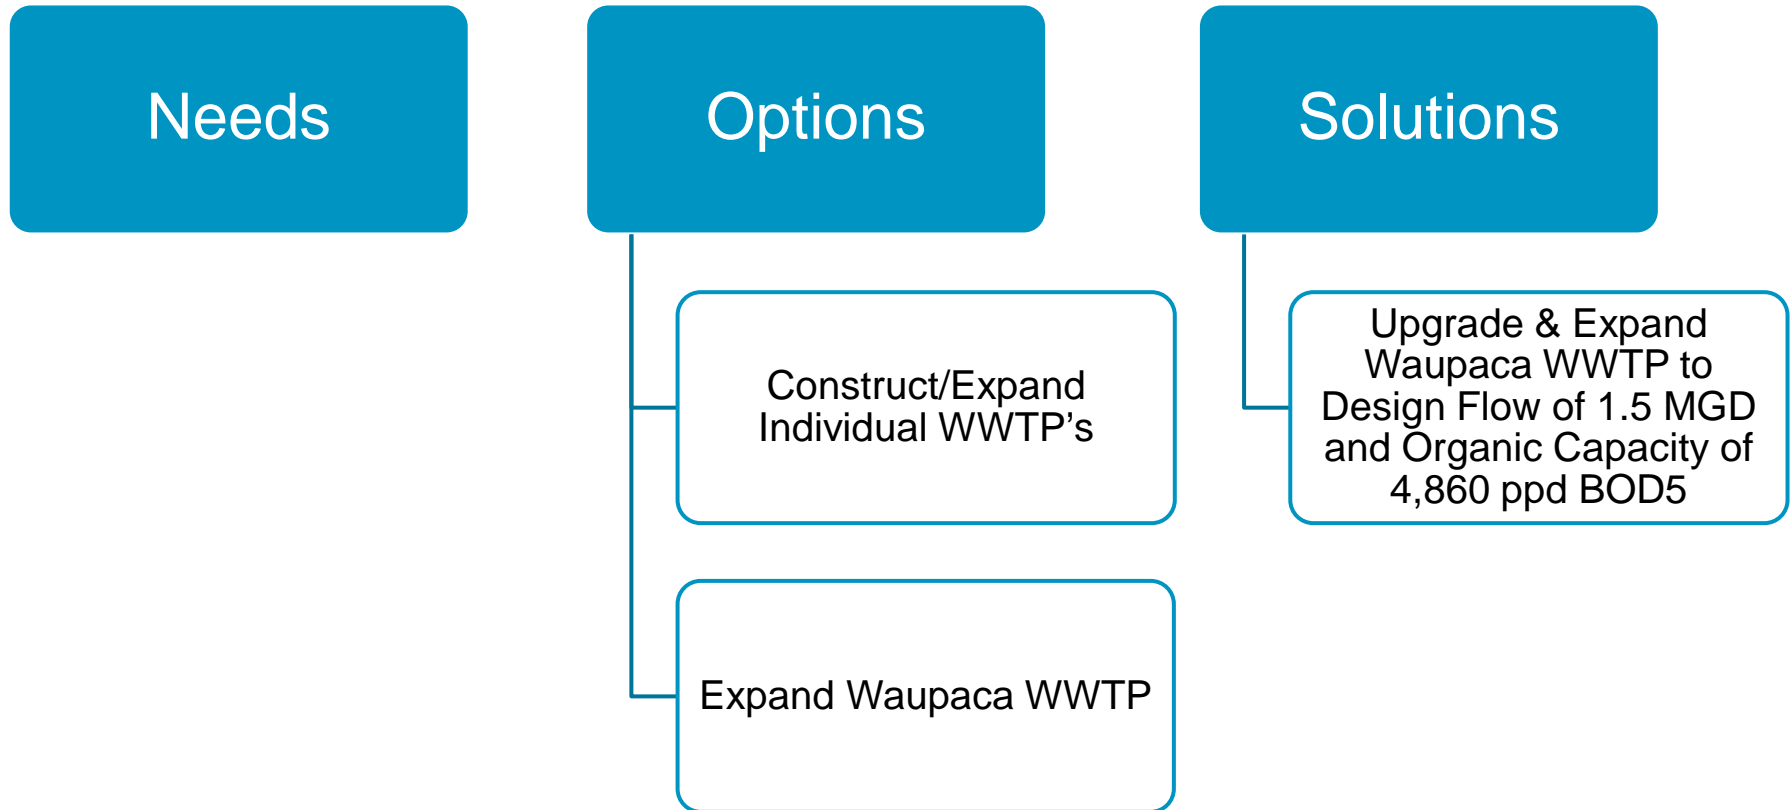 Needs
Options
Solutions
Construct/Expand
Individual WWTP’s
Expand Waupaca WWTP
Upgrade & Expand
Waupaca WWTP to
Design Flow of 1.5 MGD
and Organic Capacity of
4,860 ppd BOD5